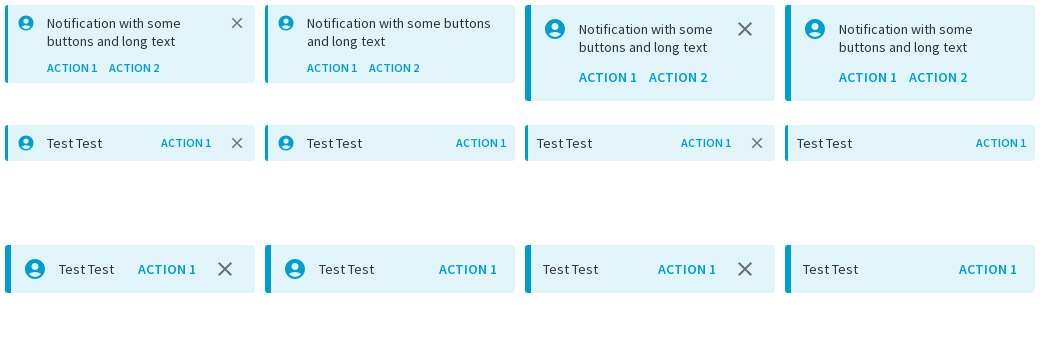 Notification with some
buttons and long text
ACTION 1 ACTION 2
Notification with some buttons
and long text
ACTION 1 ACTION 2
Notification with some
buttons and long text
ACTION 1 ACTION 2
Notification with some
buttons and long text
ACTION 1 ACTION 2
Test Test ACTION 1
Test Test ACTION 1
Test Test ACTION 1
Test Test ACTION 1
Test Test ACTION 1
Test Test ACTION 1
Test Test ACTION 1
Test Test ACTION 1